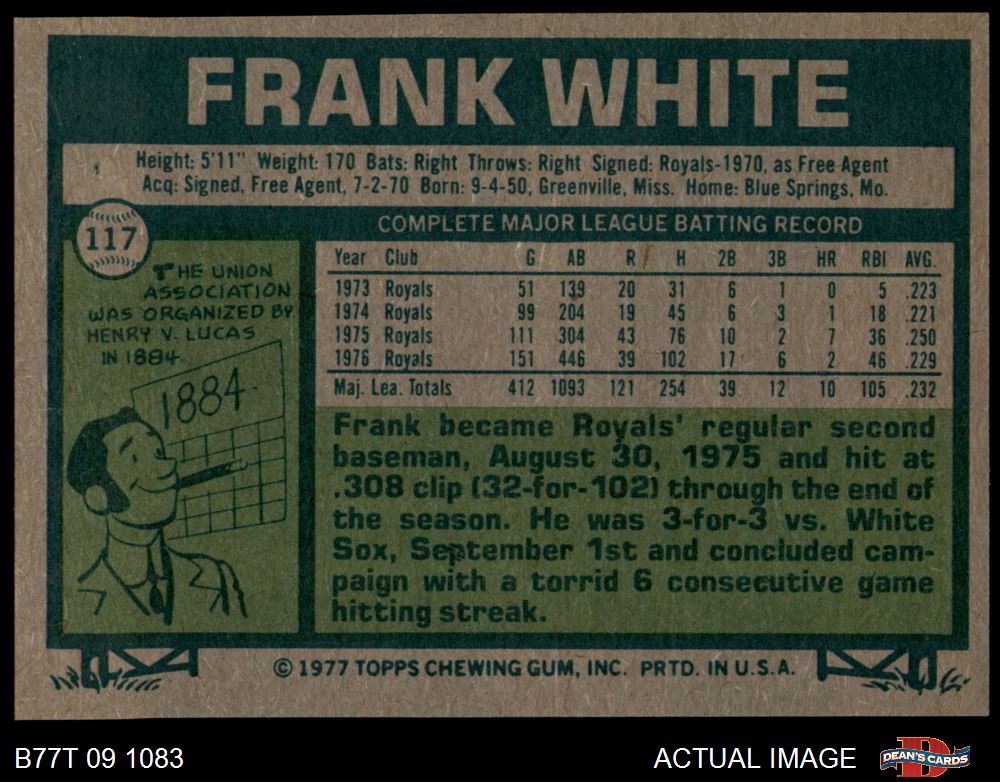 FRANK WHITE
Height: 5'11" Weight: 170 Bats: Right Throws: Right Signed: Royals-1970, as Free Agent
Acq: Signed, Free Agent, 7-2-70 Born: 9-4-50, Greenville, Miss. Home: Blue Springs, Mo.
117
THE UNION
ASSOCIATION
WAS ORGANIZED BY
HENRY V. LUCAS
IN 1884.
1884
COMPLETE MAJOR LEAGUE BATTING RECORD
Year Club G AB R H 2B 3B HR RBI AVG.
1973 Royals 51 139 20 31 6 1 0 5 .223
1974 Royals 99 204 19 45 6 3 1 18 .221
1975 Royals 111 304 43 76 10 2 7 36 .250
1976 Royals 151 446 39 102 17 6 2 46 .229
Maj. Lea. Totals 412 1093 121 254 39 12 10 105 .232
Frank became Royals' regular second
baseman, August 30, 1975 and hit at
.308 clip (32-for-102) through the end of
the season. He was 3-for-3 vs. White
Sox, September 1st and concluded cam-
paign with a torrid 6 consecutive game
hitting streak.
© 1977 TOPPS CHEWING GUM, INC. PRTD. IN U.S.A.
B77T 09 1083
ACTUAL IMAGE
D
DEAN'S CARDS